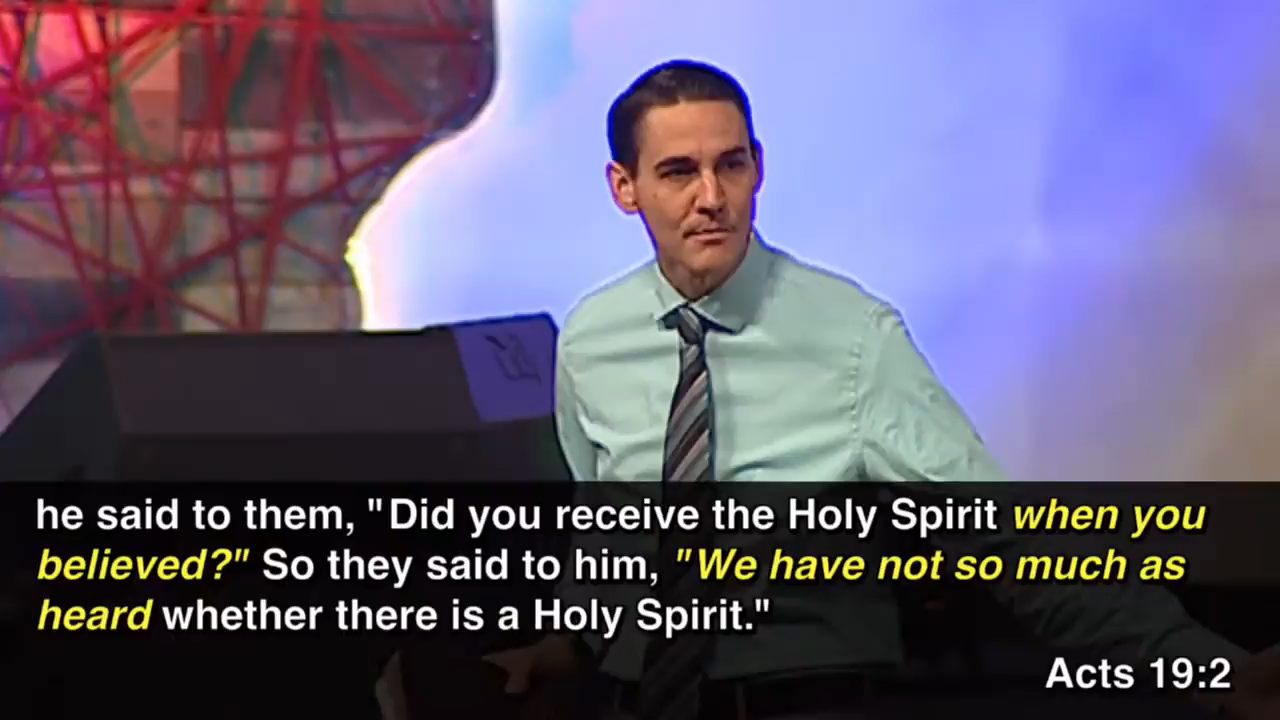 he said to them, "Did you receive the Holy Spirit when you
believed?" So they said to him, "We have not so much as
heard whether there is a Holy Spirit."
Acts 19:2